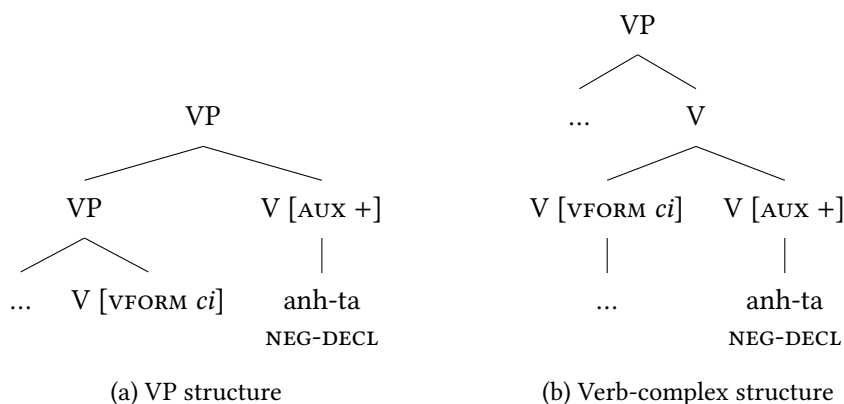 VP
VP
... V
VP V [AUX +]
V [VFORM ci] V [AUX +]
... V [VFORM ci] anh-ta
NEG-DECL
... anh-ta
NEG-DECL
(a) VP structure
(b) Verb-complex structure